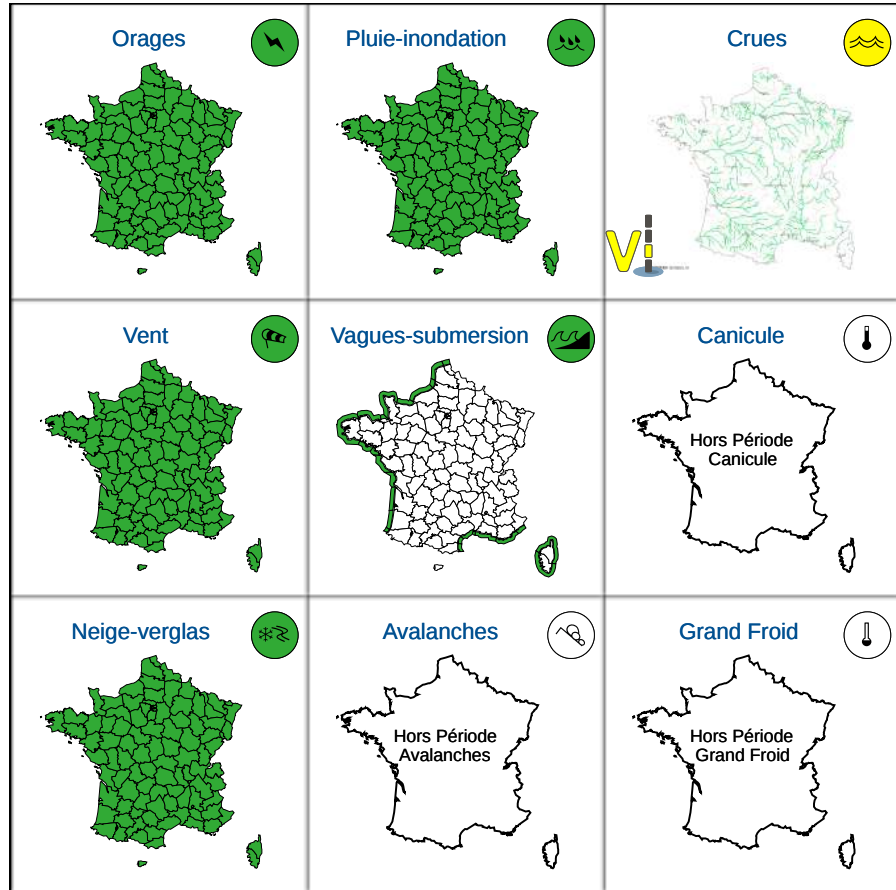 Orages
Pluie-inondation
Crues
Vi
Vent
Vagues-submersion
Canicule
Hors Période
Canicule
Neige-verglas
Avalanches
Grand Froid
Hors Période
Avalanches
Hors Période
Grand Froid